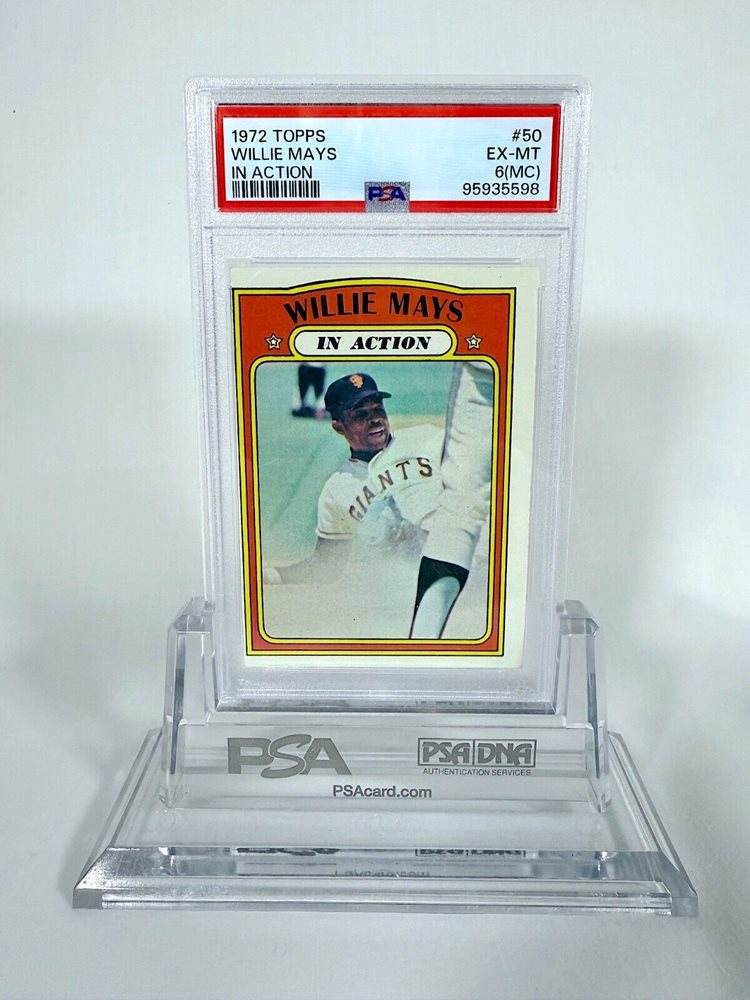 1972 TOPPS #50
WILLIE MAYS EX-MT
IN ACTION 6(MC)
PSA 95935598
WILLIE MAYS
IN ACTION
SF
GIANTS
PSA PSA DNA
AUTHENTICATION SERVICES
PSAcard.com